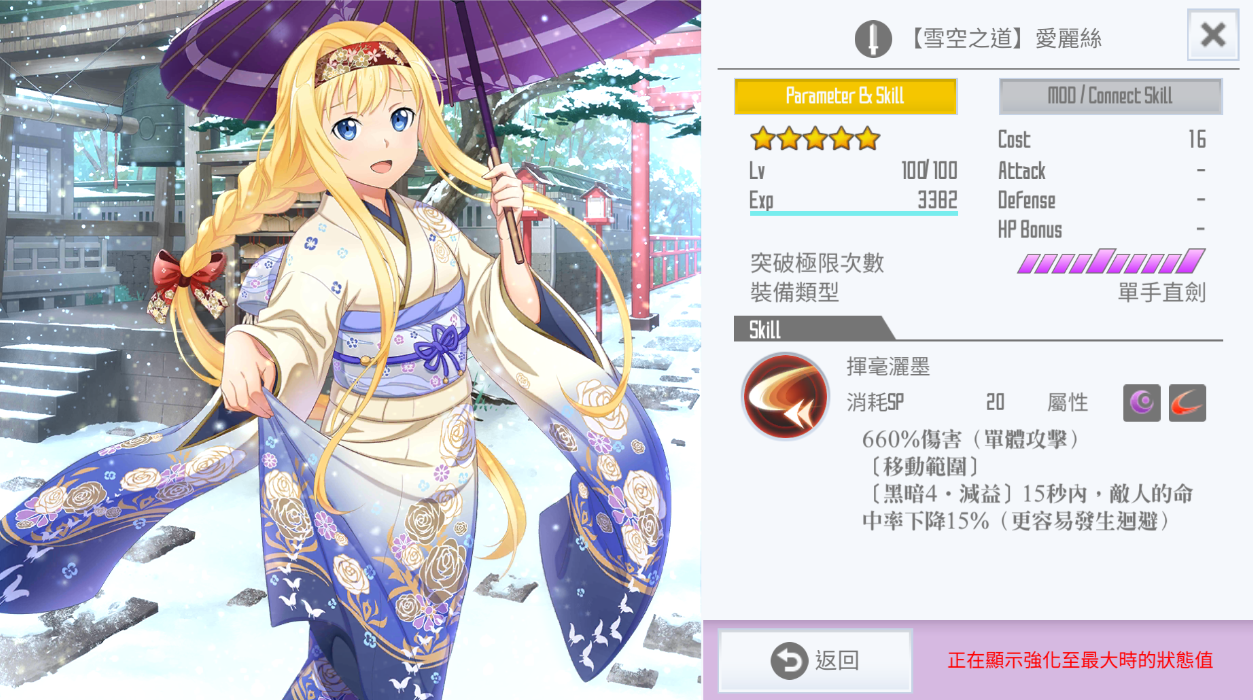 【雪空之道】愛麗絲
Parameter & Skill
MOD / Connect Skill
Lv 100/100
Exp 3382
Cost 16
Attack -
Defense -
HP Bonus -
突破極限次數
裝備類型 單手直劍
Skill
揮毫灑墨
消耗SP 20 屬性
660%傷害（單體攻擊）
〔移動範圍〕
〔黑暗4・減益〕15秒內，敵人的命
中率下降15%（更容易發生迴避）
返回
正在顯示強化至最大時的狀態值